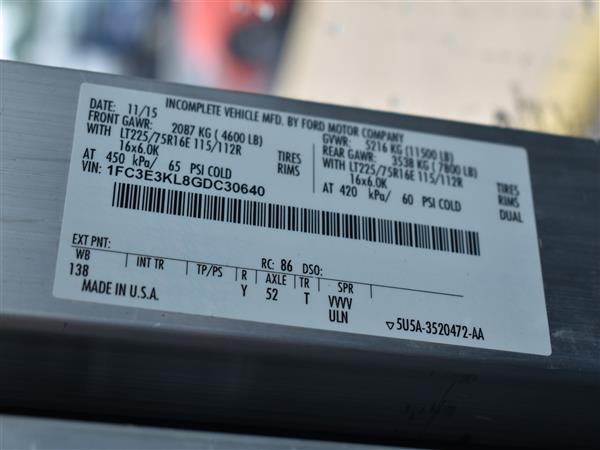 DATE: 11/15 INCOMPLETE VEHICLE MFD. BY FORD MOTOR COMPANY
FRONT GAWR: 2087 KG ( 4600 LB) GVWR: 5216 KG (11500 LB)
WITH LT225/75R16E 115/112R TIRES REAR GAWR: 3538 KG ( 7800 LB)
16x6.0K RIMS WITH LT225/75R16E 115/112R TIRES
AT 450 kPa/ 65 PSI COLD 16x6.0K RIMS
VIN: 1FC3E3KL8GDC30640 AT 420 kPa/ 60 PSI COLD DUAL
EXT PNT: RC: 86 DSO:
WB INT TR TP/PS R AXLE TR SPR
138 Y 52 T VVVV
MADE IN U.S.A. ULN
▽5U5A-3520472-AA